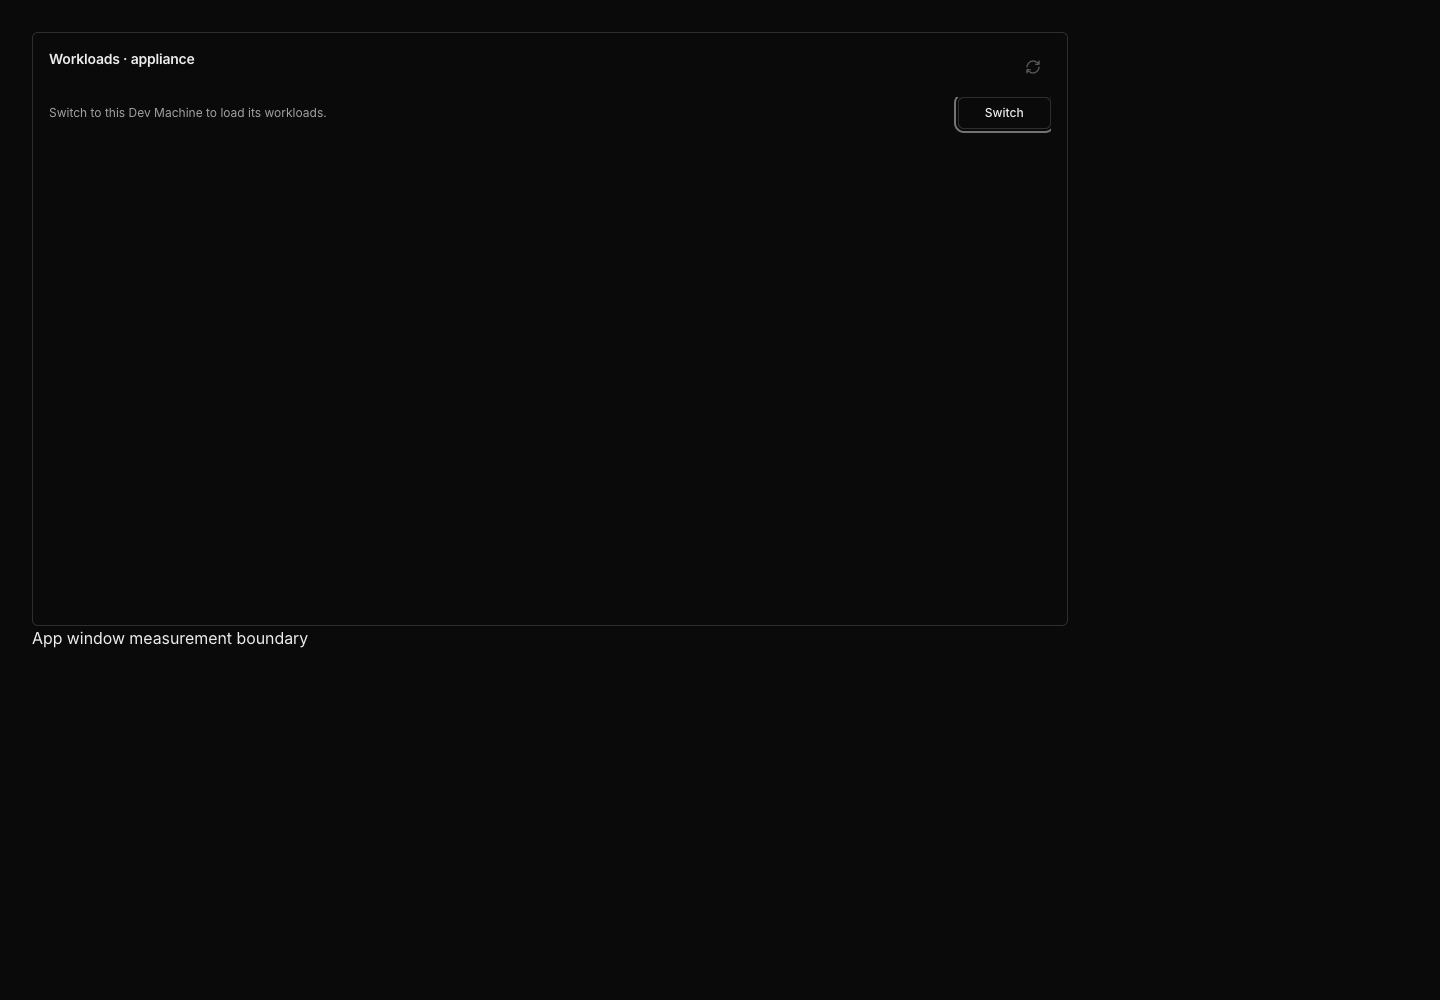 Workloads · appliance
Switch to this Dev Machine to load its workloads.
Switch
App window measurement boundary